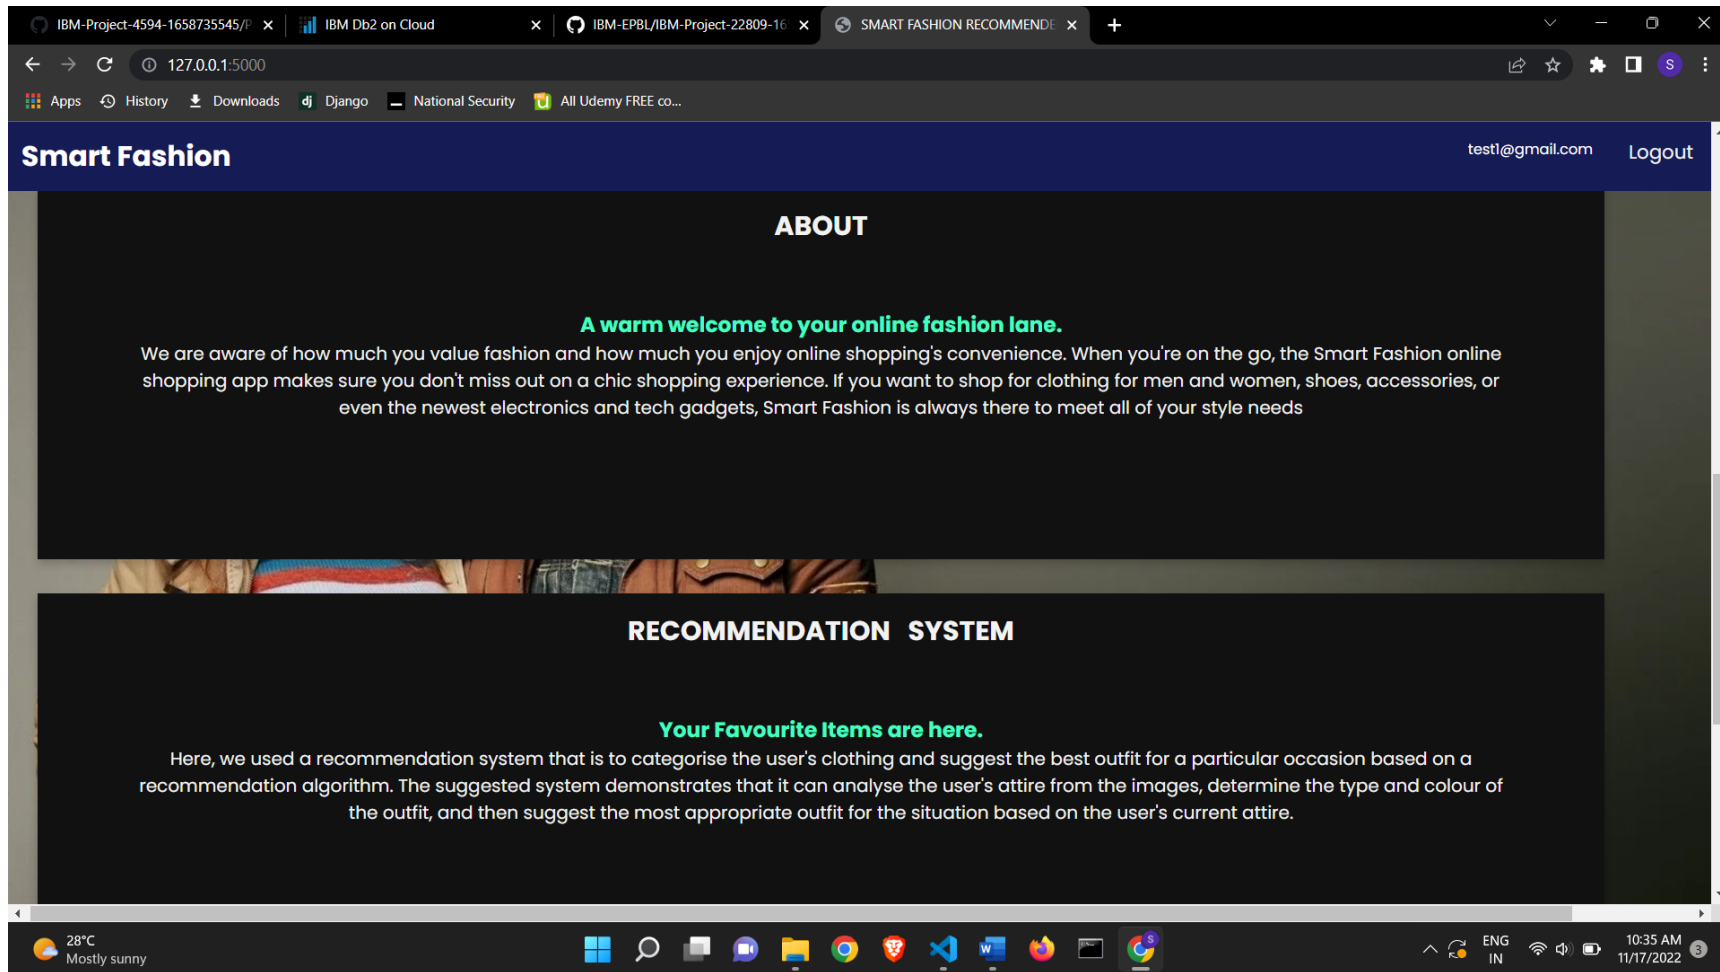 IBM-Project-4594-1658735545/P
IBM Db2 on Cloud
IBM-EPBL/IBM-Project-22809-16
SMART FASHION RECOMMENDE
127.0.0.1:5000
S
Apps
History
Downloads
dj Django
National Security
All Udemy FREE co...
Smart Fashion
test1@gmail.com
Logout
ABOUT
A warm welcome to your online fashion lane.
We are aware of how much you value fashion and how much you enjoy online shopping's convenience. When you're on the go, the Smart Fashion online
shopping app makes sure you don't miss out on a chic shopping experience. If you want to shop for clothing for men and women, shoes, accessories, or
even the newest electronics and tech gadgets, Smart Fashion is always there to meet all of your style needs
RECOMMENDATION SYSTEM
Your Favourite Items are here.
Here, we used a recommendation system that is to categorise the user's clothing and suggest the best outfit for a particular occasion based on a
recommendation algorithm. The suggested system demonstrates that it can analyse the user's attire from the images, determine the type and colour of
the outfit, and then suggest the most appropriate outfit for the situation based on the user's current attire.
28°C
Mostly sunny
W
S
ENG
IN
10:35 AM
11/17/2022
3